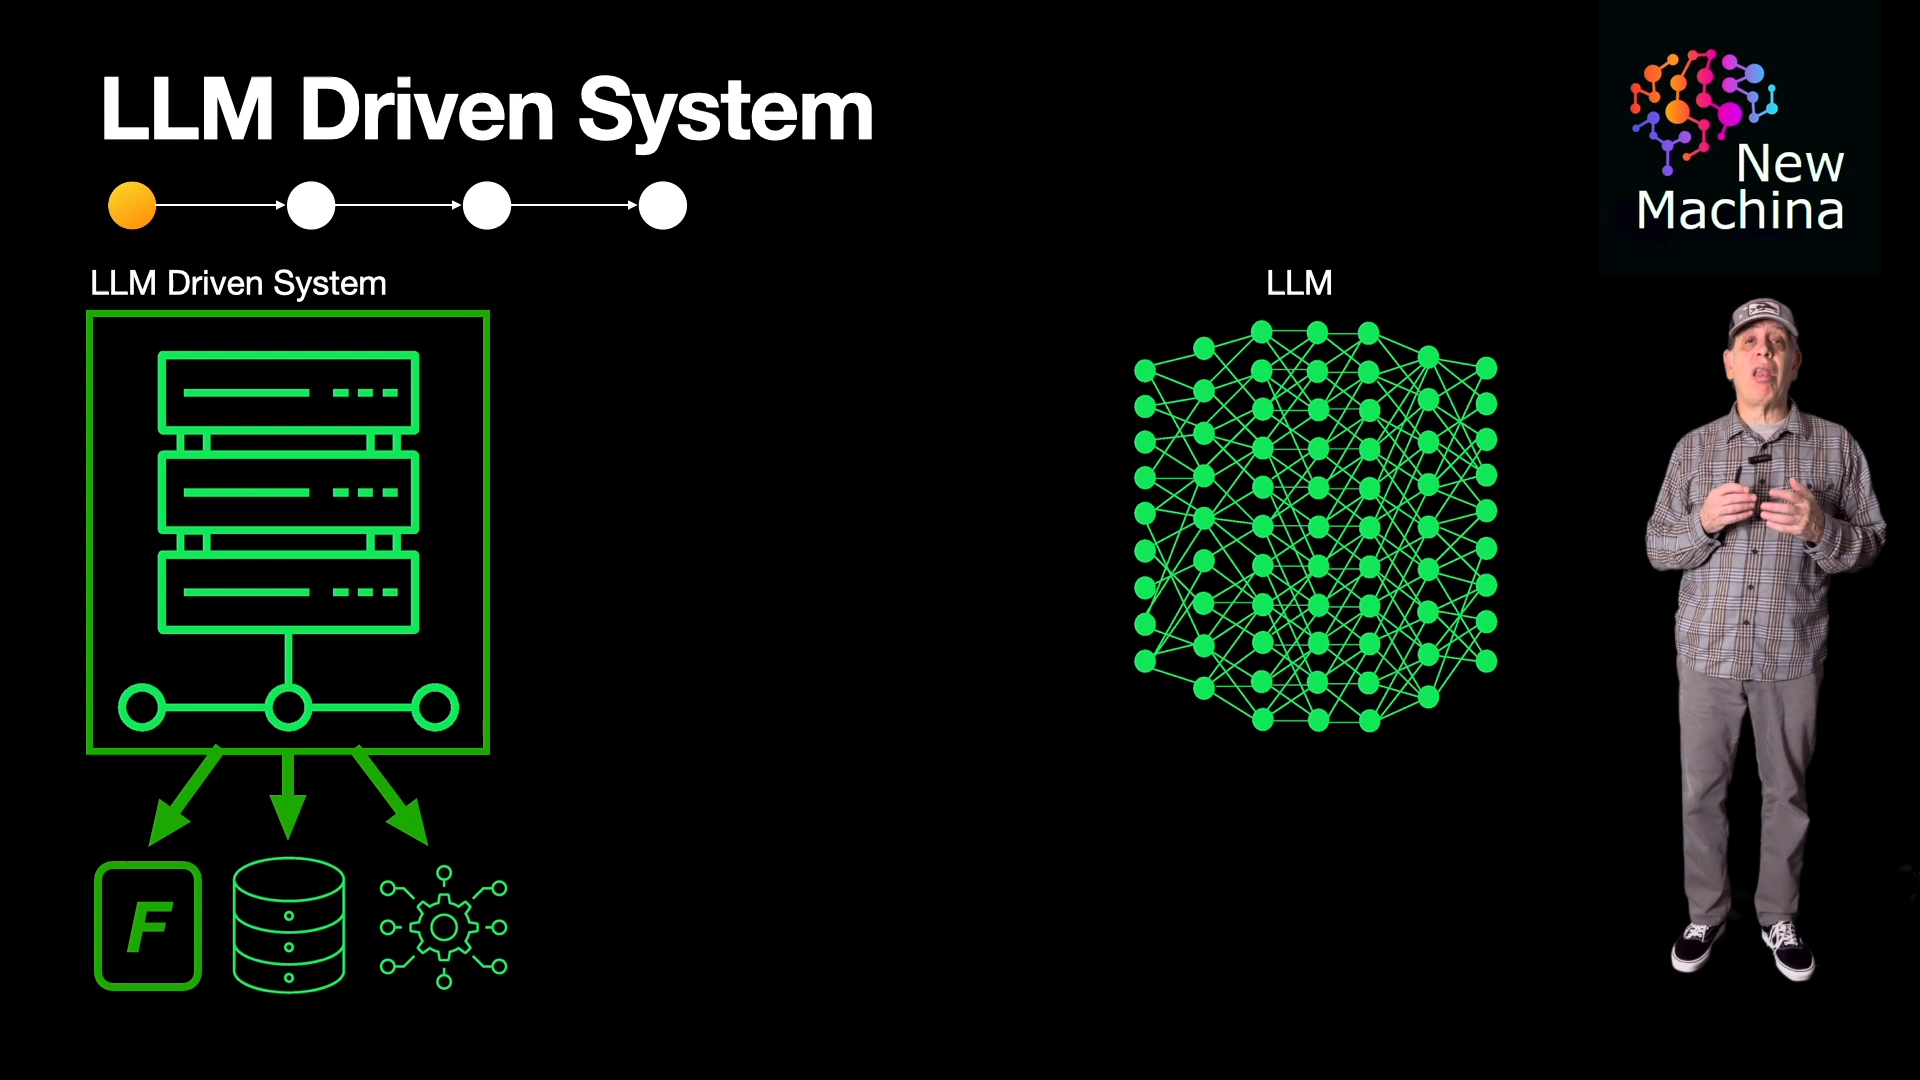 LLM Driven System
New
Machina
LLM Driven System
LLM
F